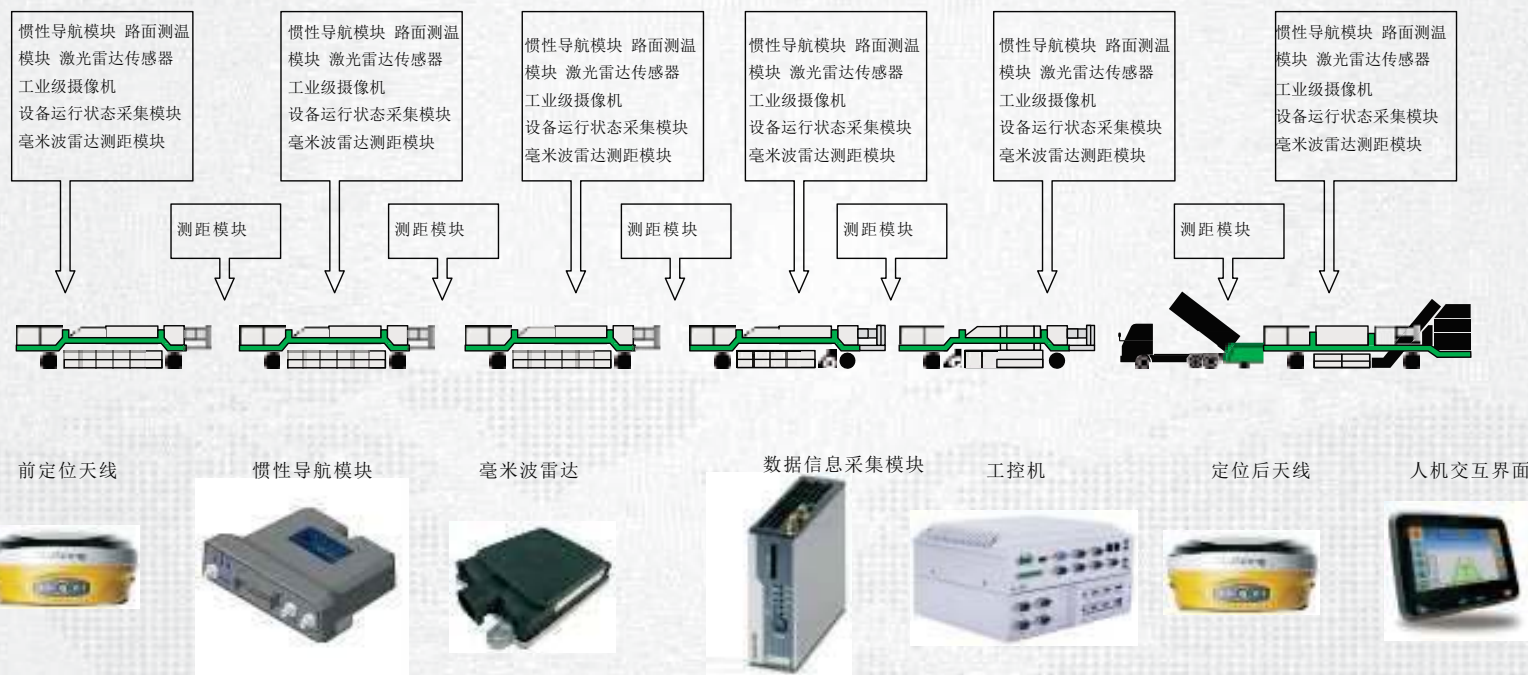 惯性导航模块 路面测温
模块 激光雷达传感器
工业级摄像机
设备运行状态采集模块
毫米波雷达测距模块
惯性导航模块 路面测温
模块 激光雷达传感器
工业级摄像机
设备运行状态采集模块
毫米波雷达测距模块
惯性导航模块 路面测温
模块 激光雷达传感器
工业级摄像机
设备运行状态采集模块
毫米波雷达测距模块
惯性导航模块 路面测温
模块 激光雷达传感器
工业级摄像机
设备运行状态采集模块
毫米波雷达测距模块
惯性导航模块 路面测温
模块 激光雷达传感器
工业级摄像机
设备运行状态采集模块
毫米波雷达测距模块
惯性导航模块 路面测温
模块 激光雷达传感器
工业级摄像机
设备运行状态采集模块
毫米波雷达测距模块
测距模块
测距模块
测距模块
测距模块
测距模块
前定位天线
惯性导航模块
毫米波雷达
数据信息采集模块
工控机
定位后天线
人机交互界面